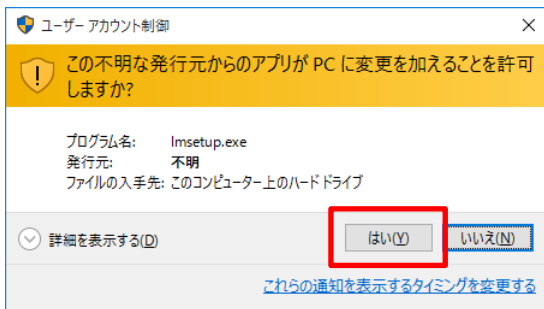 ユーザー アカウント制御
この不明な発行元からのアプリが PC に変更を加えることを許可
しますか?
プログラム名: lmsetup.exe
発行元: 不明
ファイルの入手先: このコンピューター上のハード ドライブ
詳細を表示する(D)
はい(Y)
いいえ(N)
これらの通知を表示するタイミングを変更する